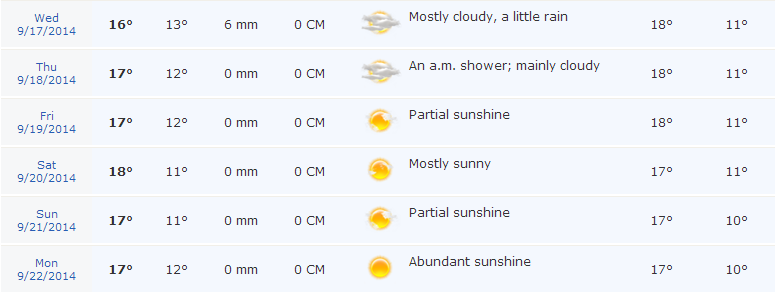 Wed
9/17/2014 16° 13° 6 mm 0 CM Mostly cloudy, a little rain 18° 11°
Thu
9/18/2014 17° 12° 0 mm 0 CM An a.m. shower; mainly cloudy 18° 11°
Fri
9/19/2014 17° 12° 0 mm 0 CM Partial sunshine 18° 11°
Sat
9/20/2014 18° 11° 0 mm 0 CM Mostly sunny 17° 11°
Sun
9/21/2014 17° 11° 0 mm 0 CM Partial sunshine 17° 10°
Mon
9/22/2014 17° 12° 0 mm 0 CM Abundant sunshine 17° 10°